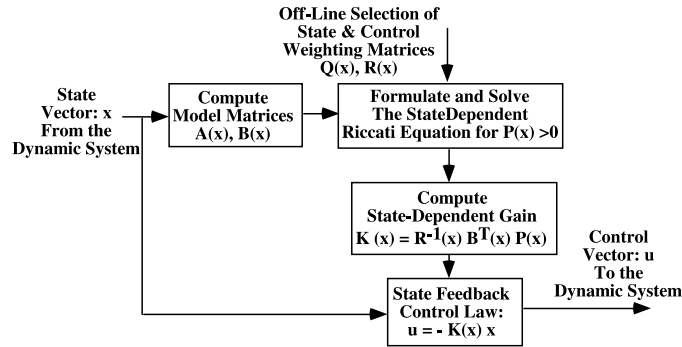 Off-Line Selection of
State & Control
Weighting Matrices
Q(x), R(x)
State
Vector: x
From the
Dynamic System
Compute
Model Matrices
A(x), B(x)
Formulate and Solve
The StateDependent
Riccati Equation for P(x) >0
Compute
State-Dependent Gain
K (x) = R⁻¹(x) Bᵀ(x) P(x)
Control
Vector: u
To the
Dynamic System
State Feedback
Control Law:
u = - K(x) x